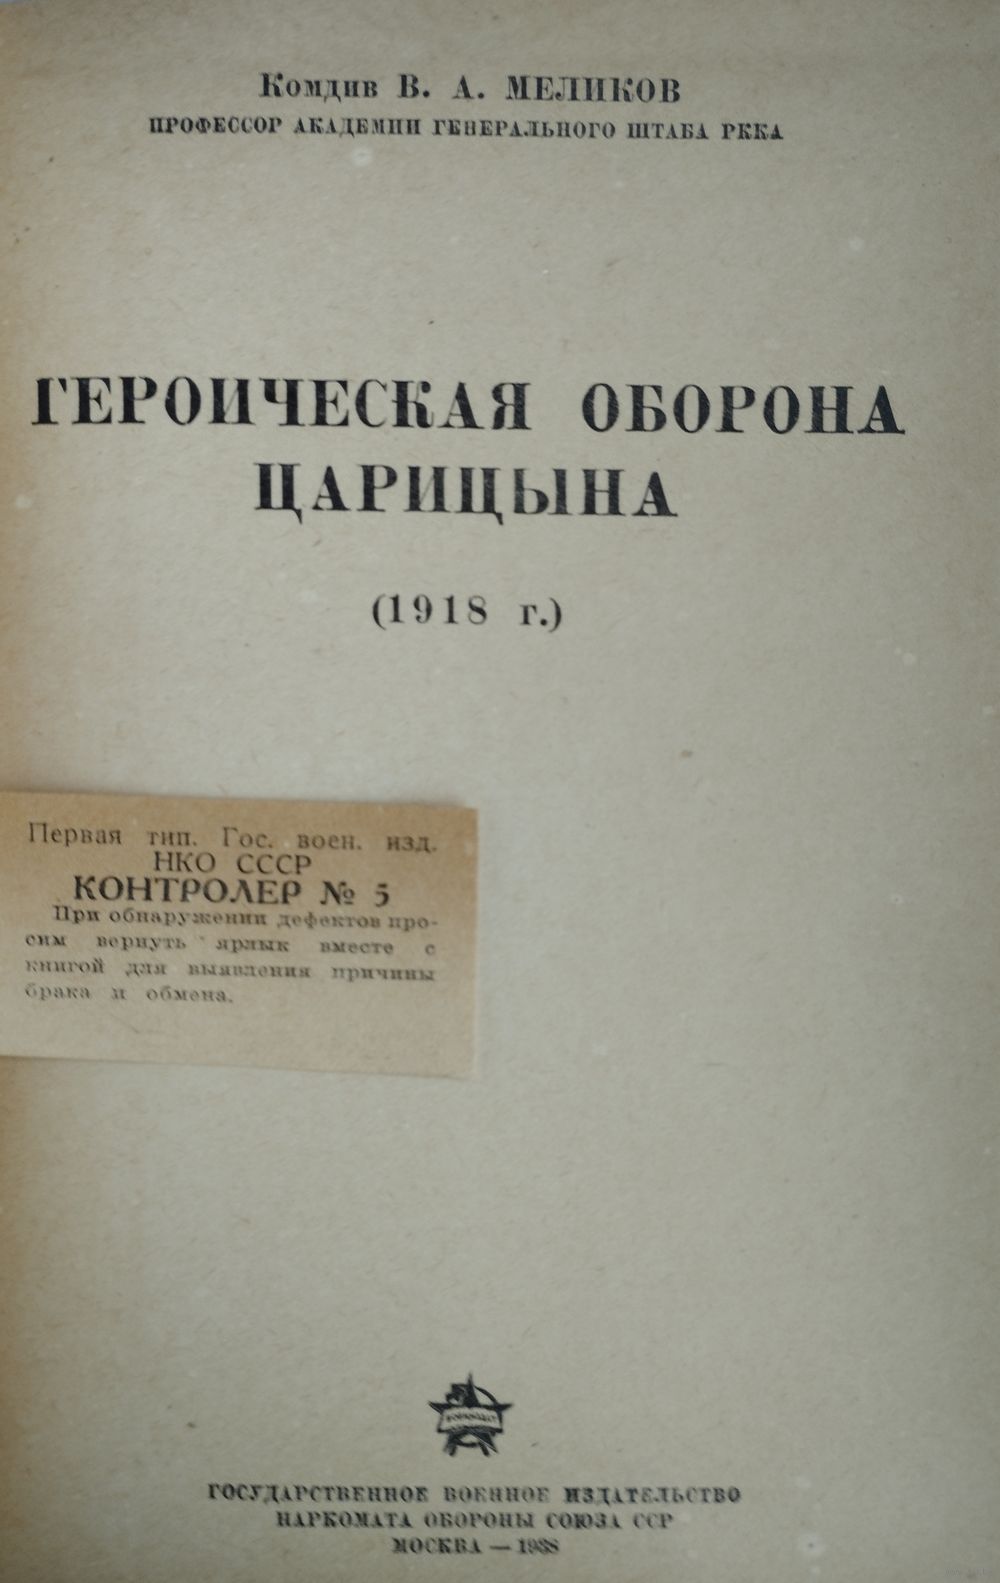 Комдив В. А. МЕЛИКОВ
ПРОФЕССОР АКАДЕМИИ ГЕНЕРАЛЬНОГО ШТАБА РККА
ГЕРОИЧЕСКАЯ ОБОРОНА
ЦАРИЦЫНА
(1918 г.)
Первая тип. Гос. воен. изд.
НКО СССР
КОНТРОЛЕР № 5
При обнаружении дефектов про-
сим вернуть ярлык вместе с
книгой для выявления причины
брака и обмена.
ВОЕНИЗДАТ
ГОСУДАРСТВЕННОЕ ВОЕННОЕ ИЗДАТЕЛЬСТВО
НАРКОМАТА ОБОРОНЫ СОЮЗА ССР
МОСКВА — 1938